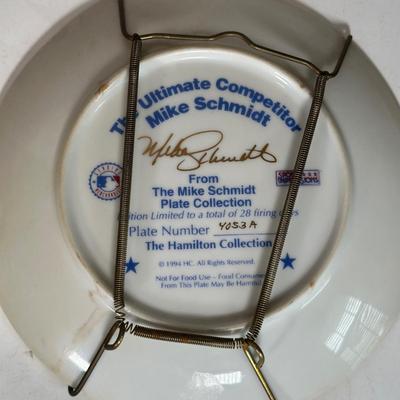 The Ultimate Competitor
Mike Schmidt
Mike Schmidt
From
The Mike Schmidt
Plate Collection
Edition Limited to a total of 28 firing days
Plate Number 4053A
The Hamilton Collection
© 1994 HC. All Rights Reserved.
Not For Food Use – Food Consumed
From This Plate May Be Harmful